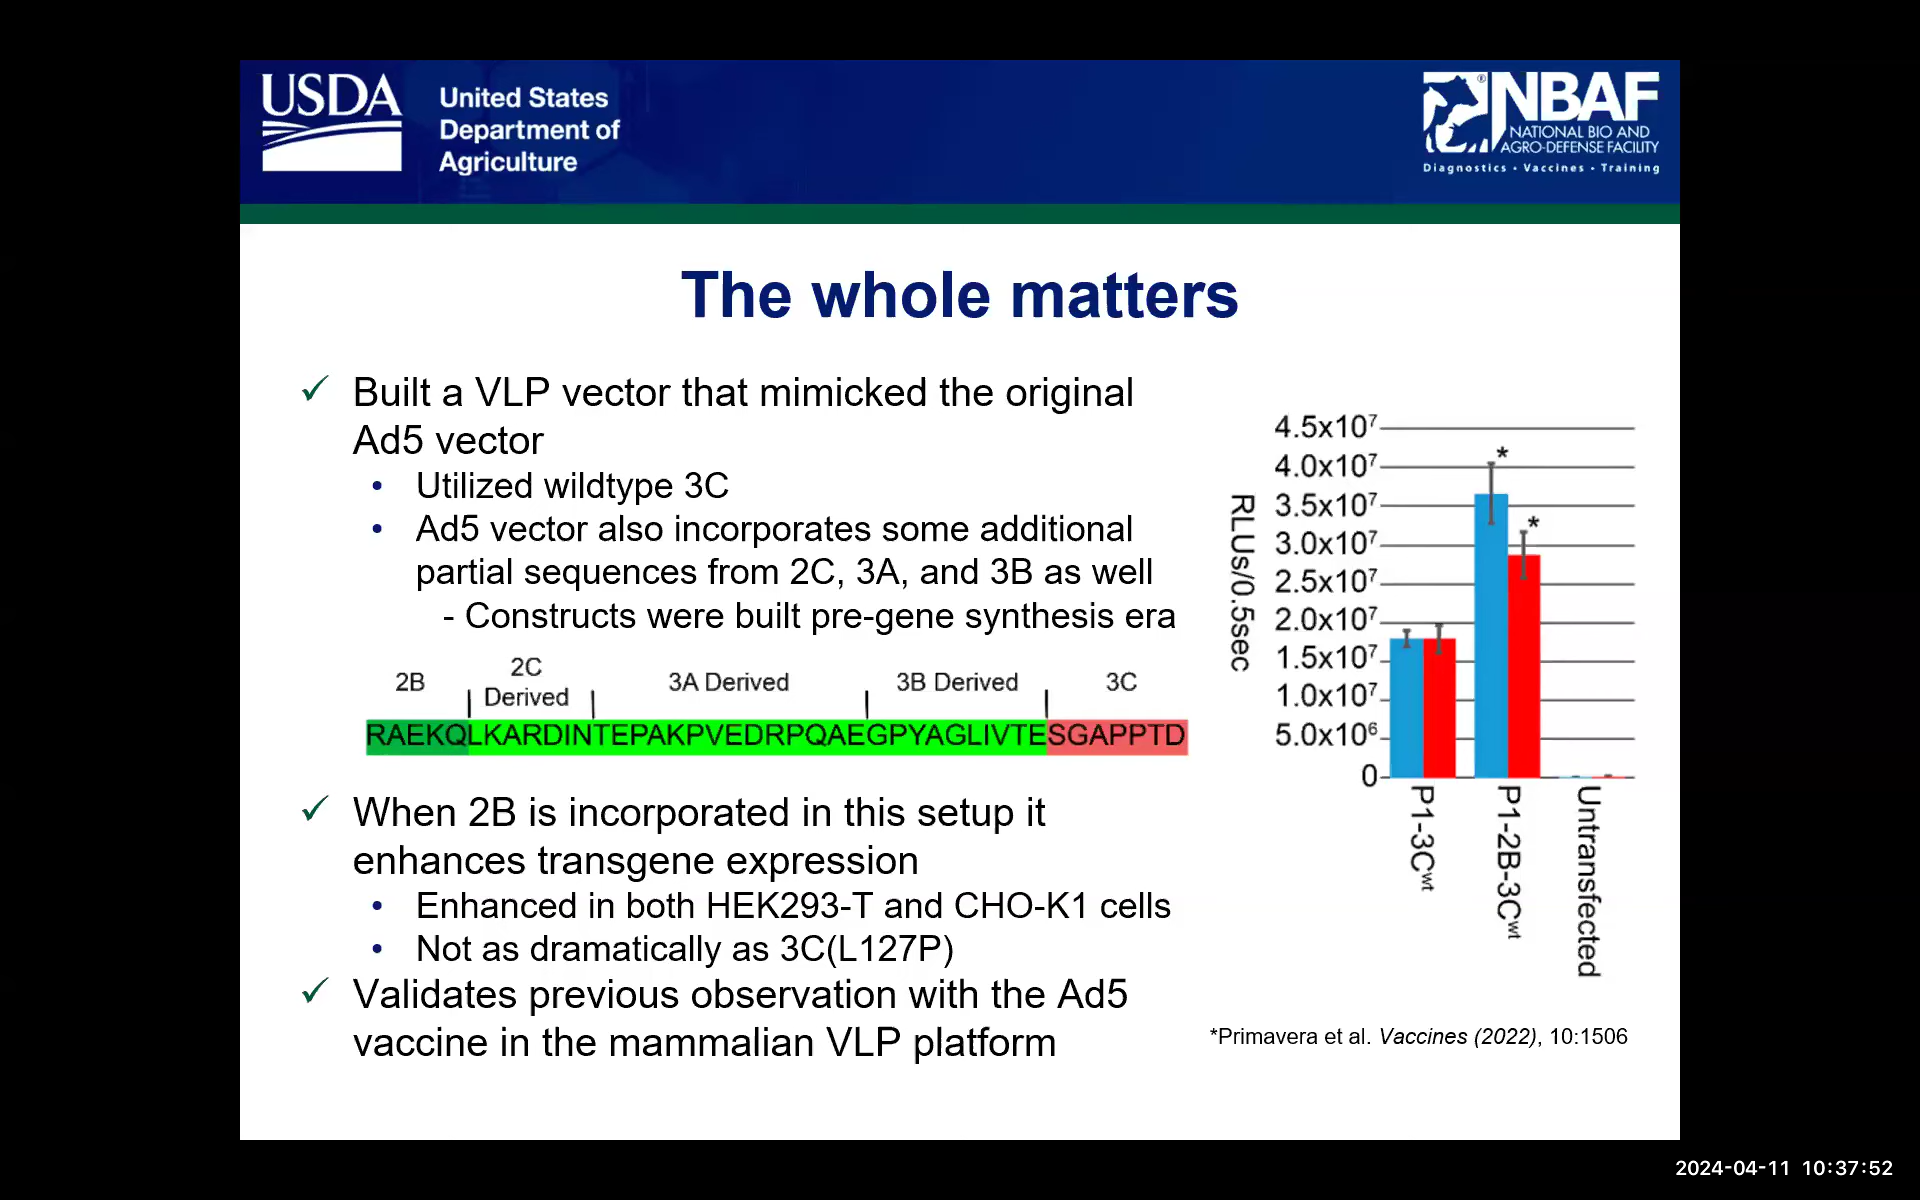 USDA
United States
Department of
Agriculture
®
NBAF
NATIONAL BIO AND
AGRO-DEFENSE FACILITY
Diagnostics • Vaccines • Training
The whole matters
✓ Built a VLP vector that mimicked the original
Ad5 vector
• Utilized wildtype 3C
• Ad5 vector also incorporates some additional
partial sequences from 2C, 3A, and 3B as well
- Constructs were built pre-gene synthesis era
2B
2C
Derived
3A Derived
3B Derived
3C
RAEKQLKARDINTEPAKPVEDRPQAEGPYAGLIVTESGAPPTD
✓ When 2B is incorporated in this setup it
enhances transgene expression
• Enhanced in both HEK293-T and CHO-K1 cells
• Not as dramatically as 3C(L127P)
✓ Validates previous observation with the Ad5
vaccine in the mammalian VLP platform
RLUs/0.5sec
4.5x10⁷
4.0x10⁷
3.5x10⁷
3.0x10⁷
2.5x10⁷
2.0x10⁷
1.5x10⁷
1.0x10⁷
5.0x10⁶
0
*
*
P1-3Cʷᵗ
P1-2B-3Cʷᵗ
Untransfected
*Primavera et al. Vaccines (2022), 10:1506
2024-04-11 10:37:52